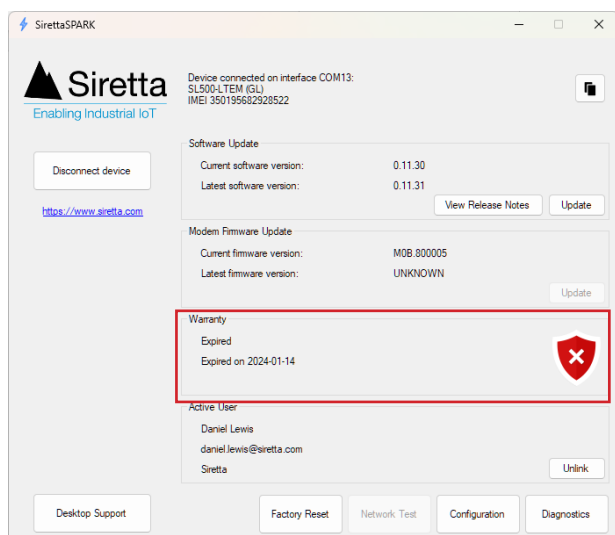 SirettaSPARK
Siretta
Enabling Industrial IoT
Device connected on interface COM13:
SL500-LTEM (GL)
IMEI 350195682928522
Disconnect device
https://www.siretta.com
Software Update
Current software version: 0.11.30
Latest software version: 0.11.31
View Release Notes
Update
Modem Firmware Update
Current firmware version: M0B.800005
Latest firmware version: UNKNOWN
Update
Warranty
Expired
Expired on 2024-01-14
Active User
Daniel Lewis
daniel.lewis@siretta.com
Siretta
Unlink
Desktop Support
Factory Reset
Network Test
Configuration
Diagnostics